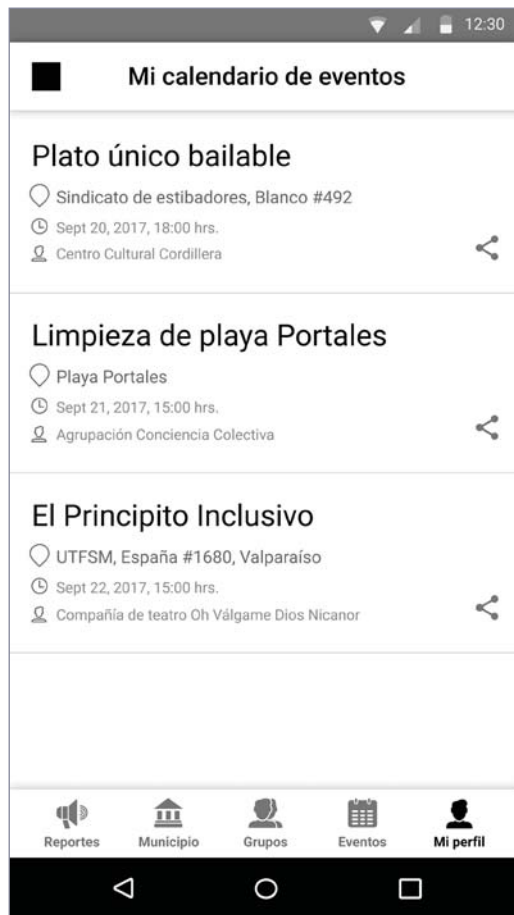 12:30
Mi calendario de eventos
Plato único bailable
Sindicato de estibadores, Blanco #492
Sept 20, 2017, 18:00 hrs.
Centro Cultural Cordillera
Limpieza de playa Portales
Playa Portales
Sept 21, 2017, 15:00 hrs.
Agrupación Conciencia Colectiva
El Principito Inclusivo
UTFSM, España #1680, Valparaíso
Sept 22, 2017, 15:00 hrs.
Compañía de teatro Oh Válgame Dios Nicanor
Reportes Municipio Grupos Eventos Mi perfil